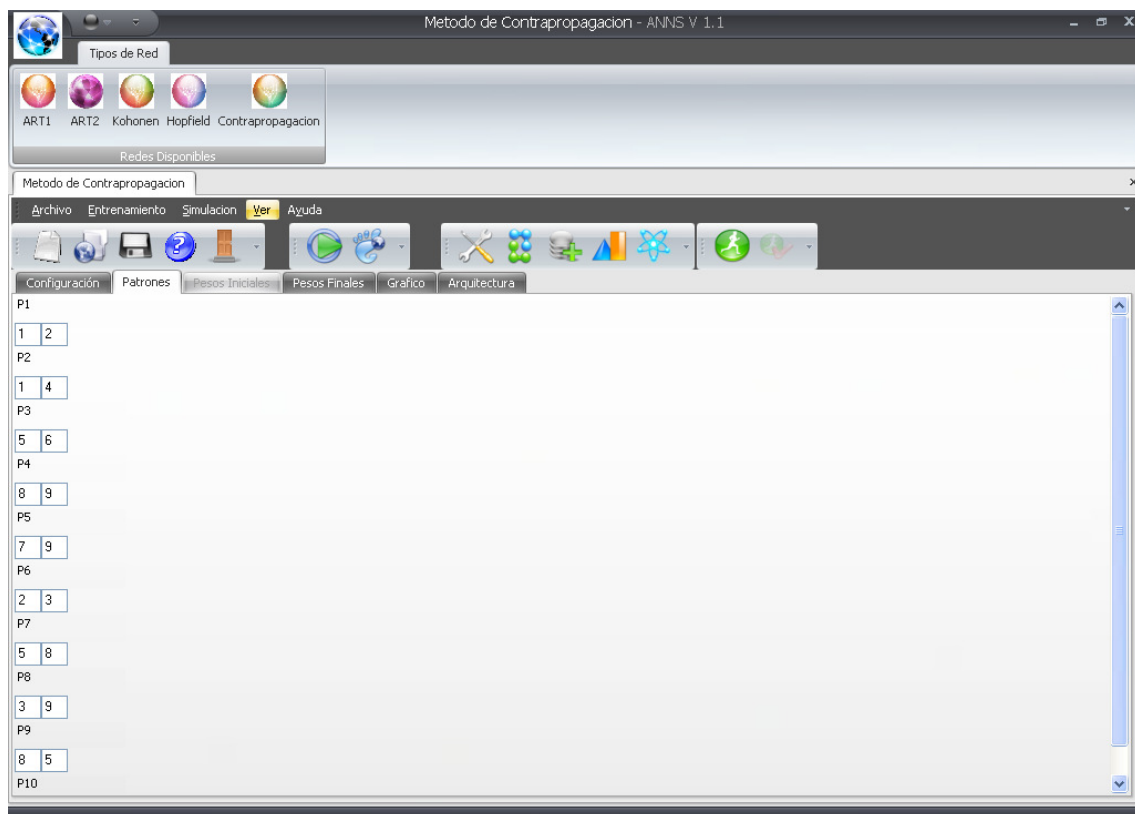 Metodo de Contrapropagacion - ANNS V 1.1
Tipos de Red
ART1 ART2 Kohonen Hopfield Contrapropagacion
Redes Disponibles
Metodo de Contrapropagacion
Archivo Entrenamiento Simulacion Ver Ayuda
Configuración Patrones Pesos Iniciales Pesos Finales Grafico Arquitectura
P1
1 2
P2
1 4
P3
5 6
P4
8 9
P5
7 9
P6
2 3
P7
5 8
P8
3 9
P9
8 5
P10